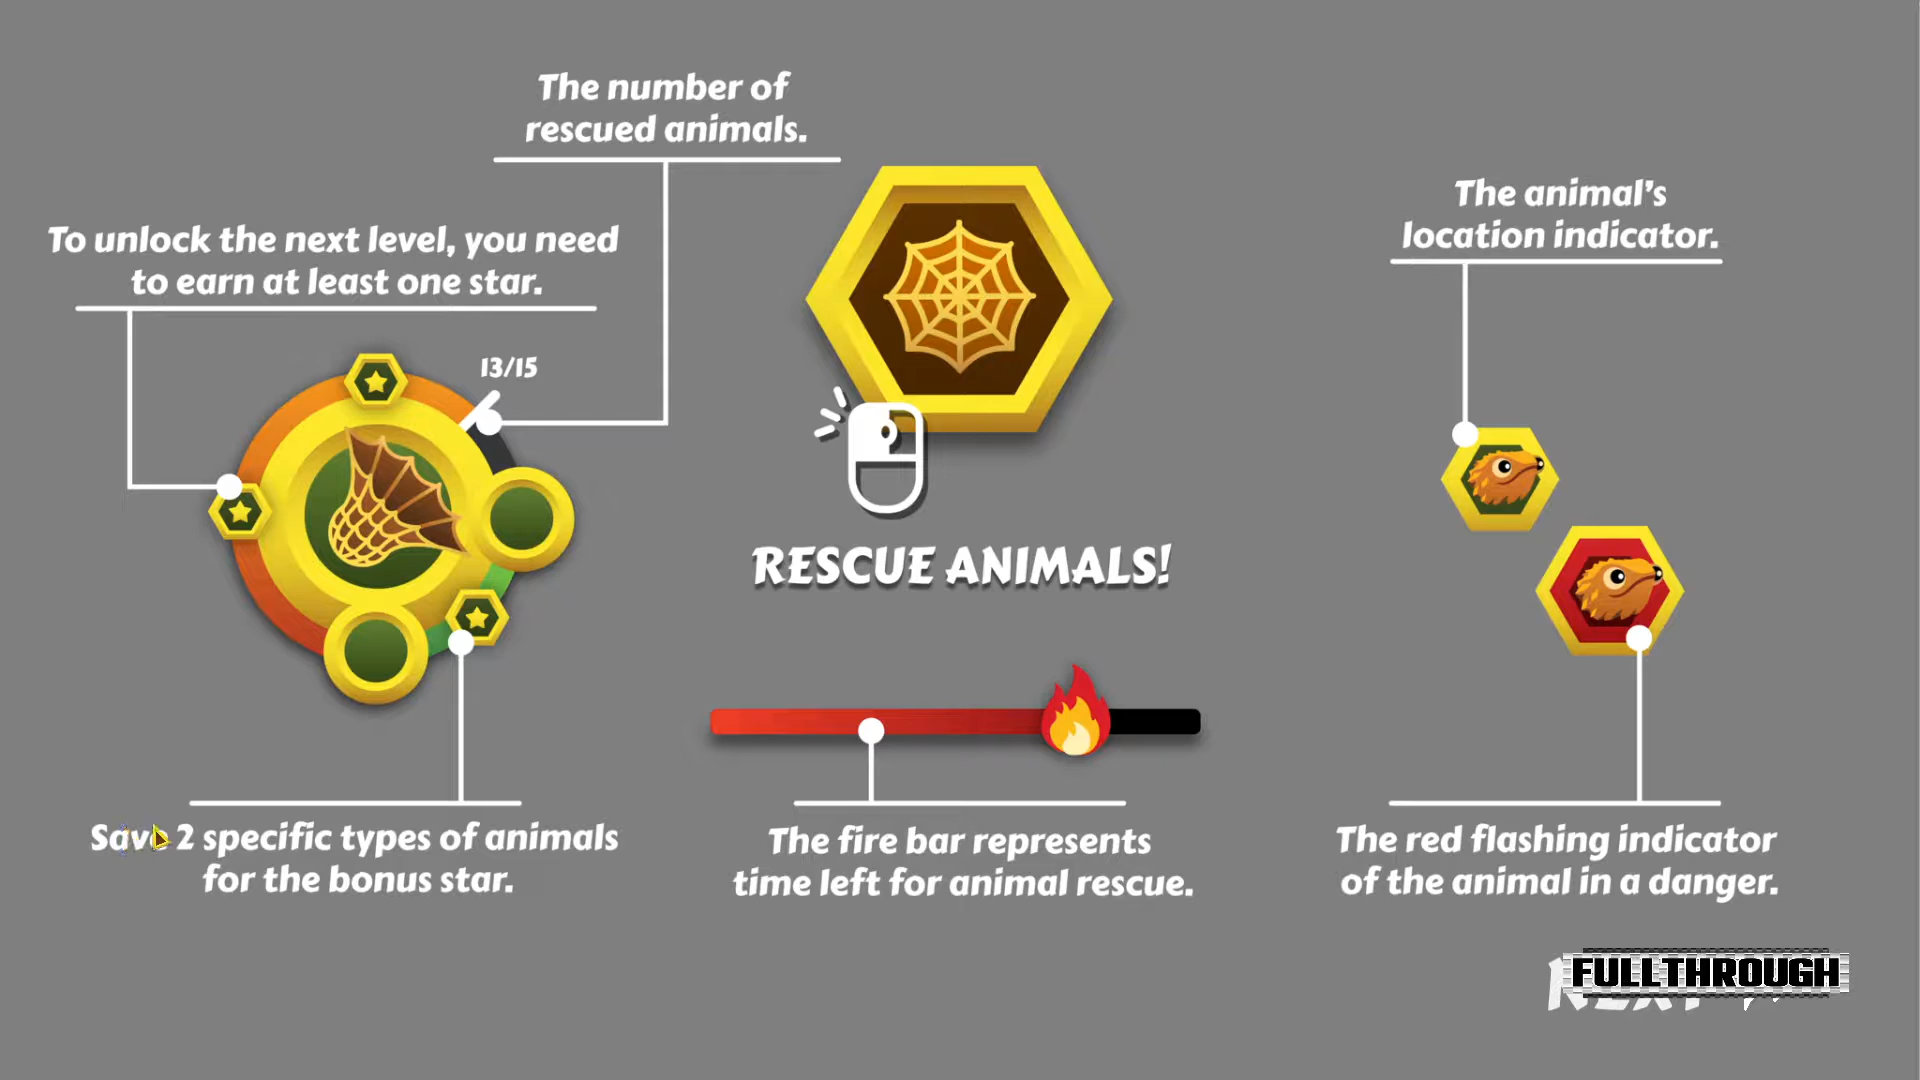 The number of
rescued animals.
To unlock the next level, you need
to earn at least one star.
13/15
The animal's
location indicator.
RESCUE ANIMALS!
Save 2 specific types of animals
for the bonus star.
The fire bar represents
time left for animal rescue.
The red flashing indicator
of the animal in a danger.
FULLTHROUGH